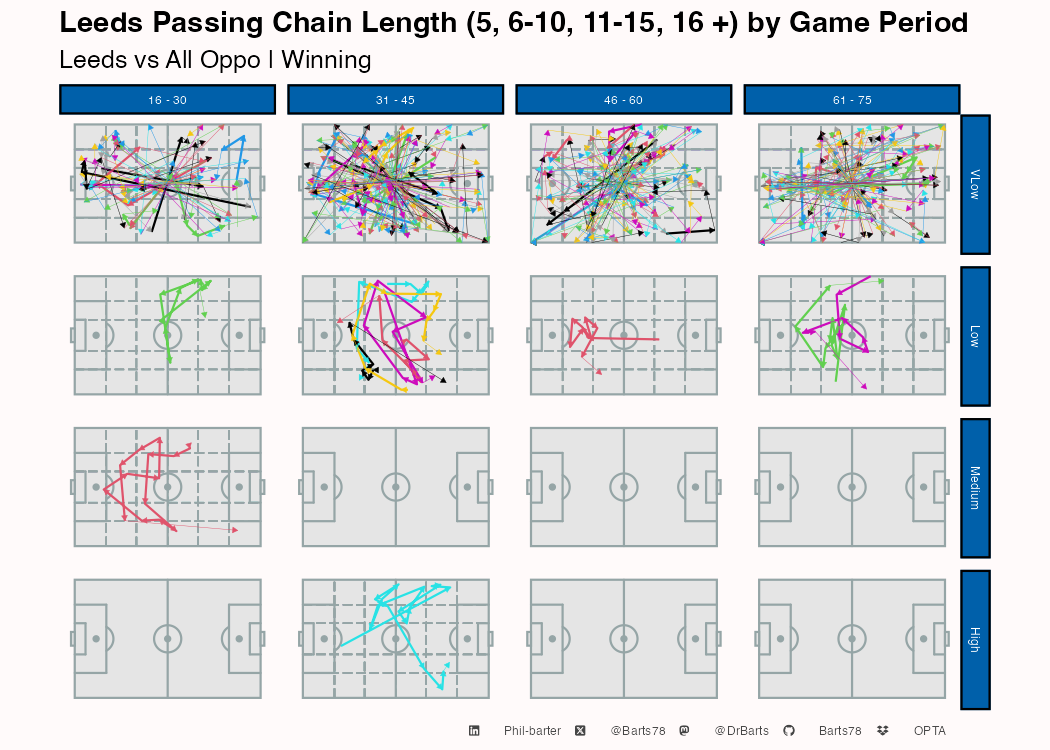 Leeds Passing Chain Length (5, 6-10, 11-15, 16 +) by Game Period
Leeds vs All Oppo | Winning
16 - 30
31 - 45
46 - 60
61 - 75
VLow
Low
Medium
High
Phil-barter @Barts78 @DrBarts Barts78 OPTA